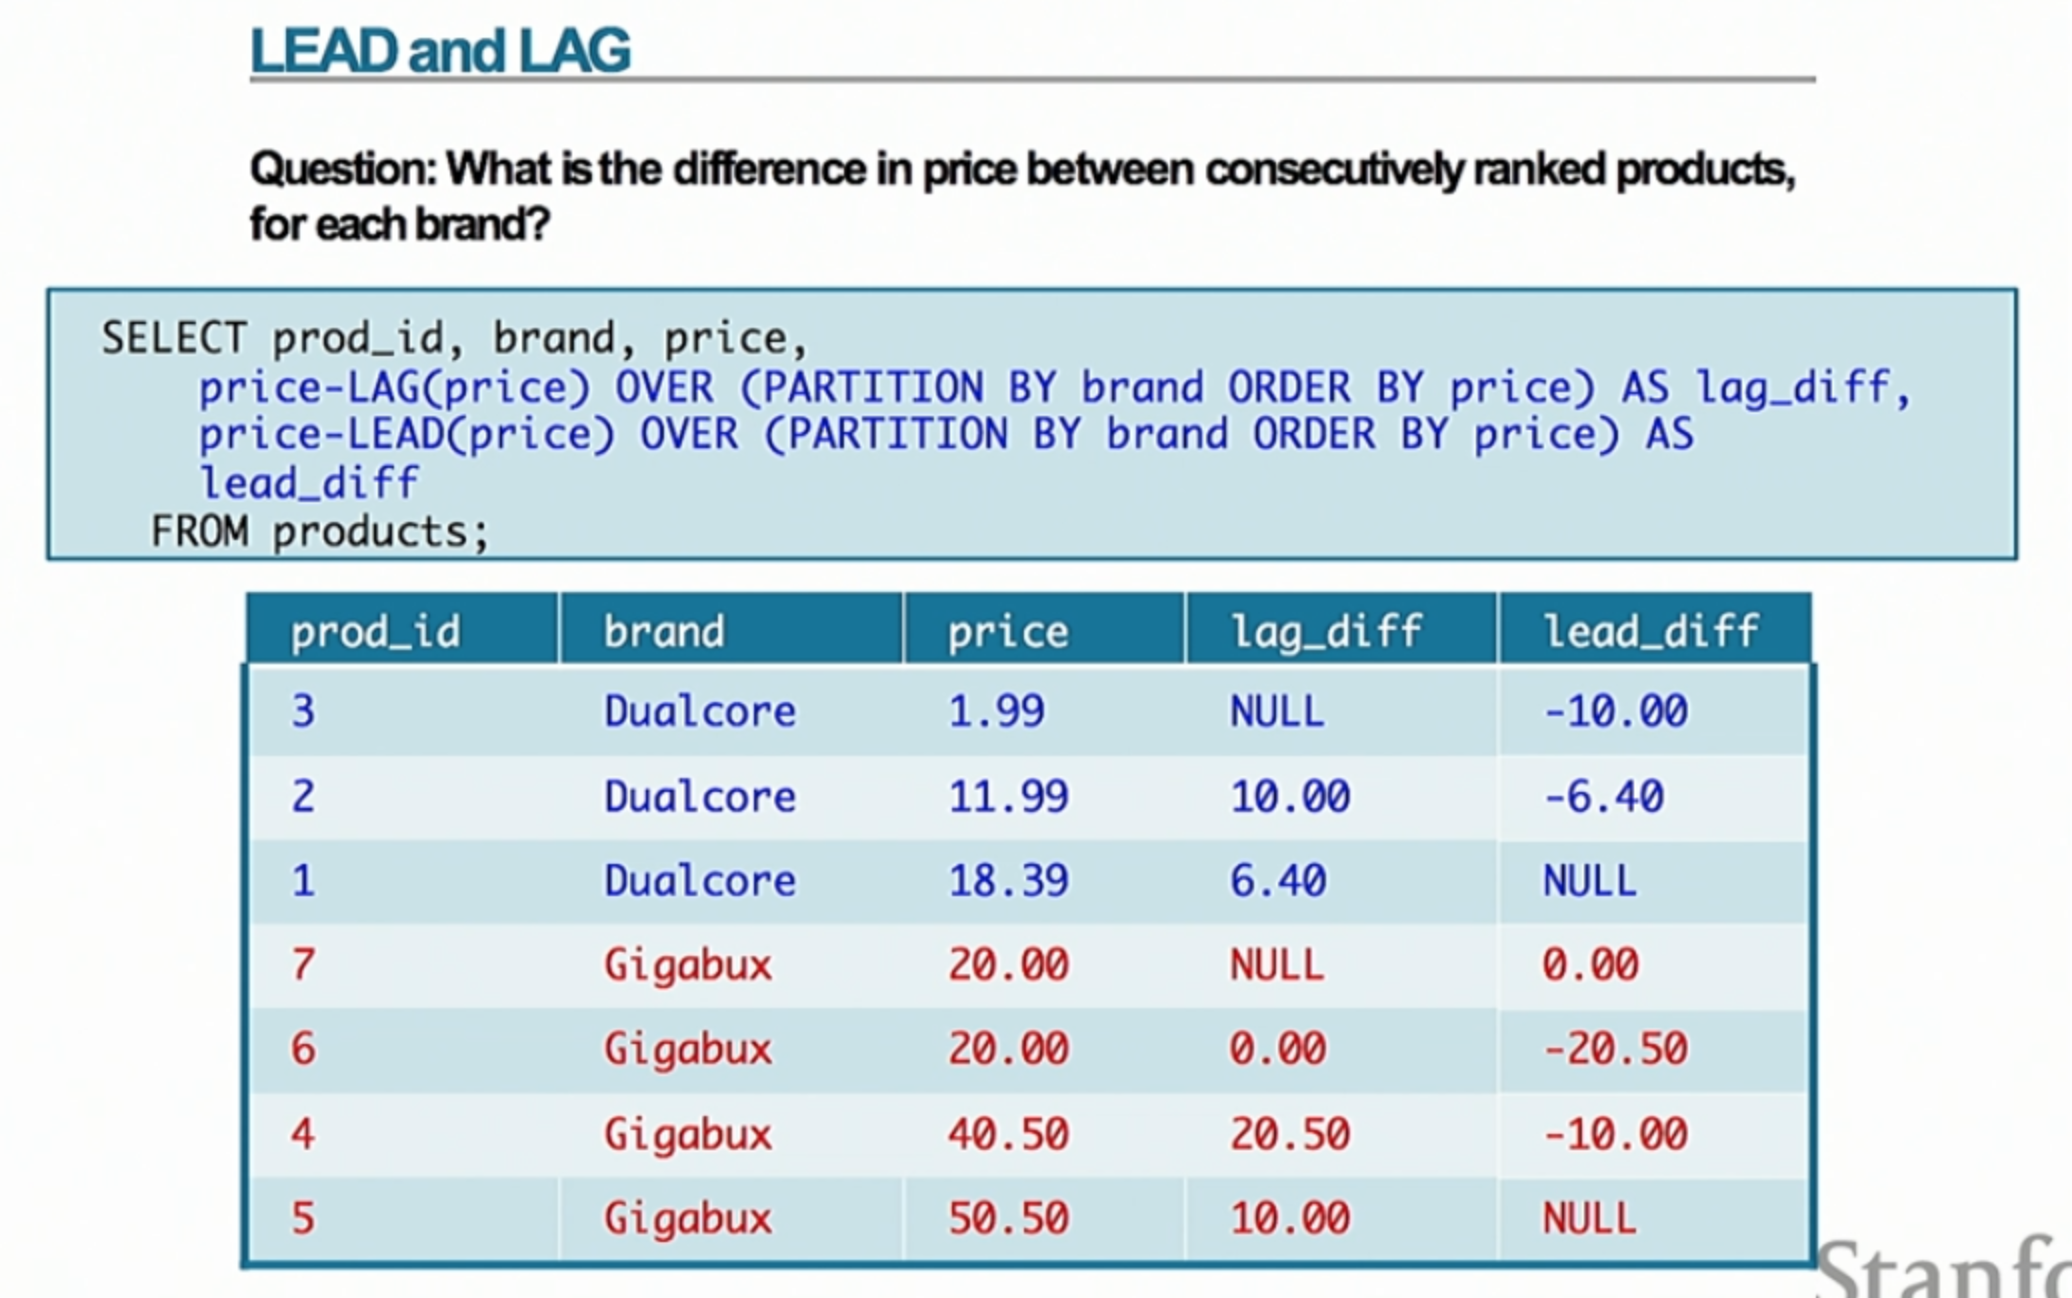 LEAD and LAG
Question: What is the difference in price between consecutively ranked products,
for each brand?
SELECT prod_id, brand, price,
price-LAG(price) OVER (PARTITION BY brand ORDER BY price) AS lag_diff,
price-LEAD(price) OVER (PARTITION BY brand ORDER BY price) AS
lead_diff
FROM products;
prod_id brand price lag_diff lead_diff
3 Dualcore 1.99 NULL -10.00
2 Dualcore 11.99 10.00 -6.40
1 Dualcore 18.39 6.40 NULL
7 Gigabux 20.00 NULL 0.00
6 Gigabux 20.00 0.00 -20.50
4 Gigabux 40.50 20.50 -10.00
5 Gigabux 50.50 10.00 NULL